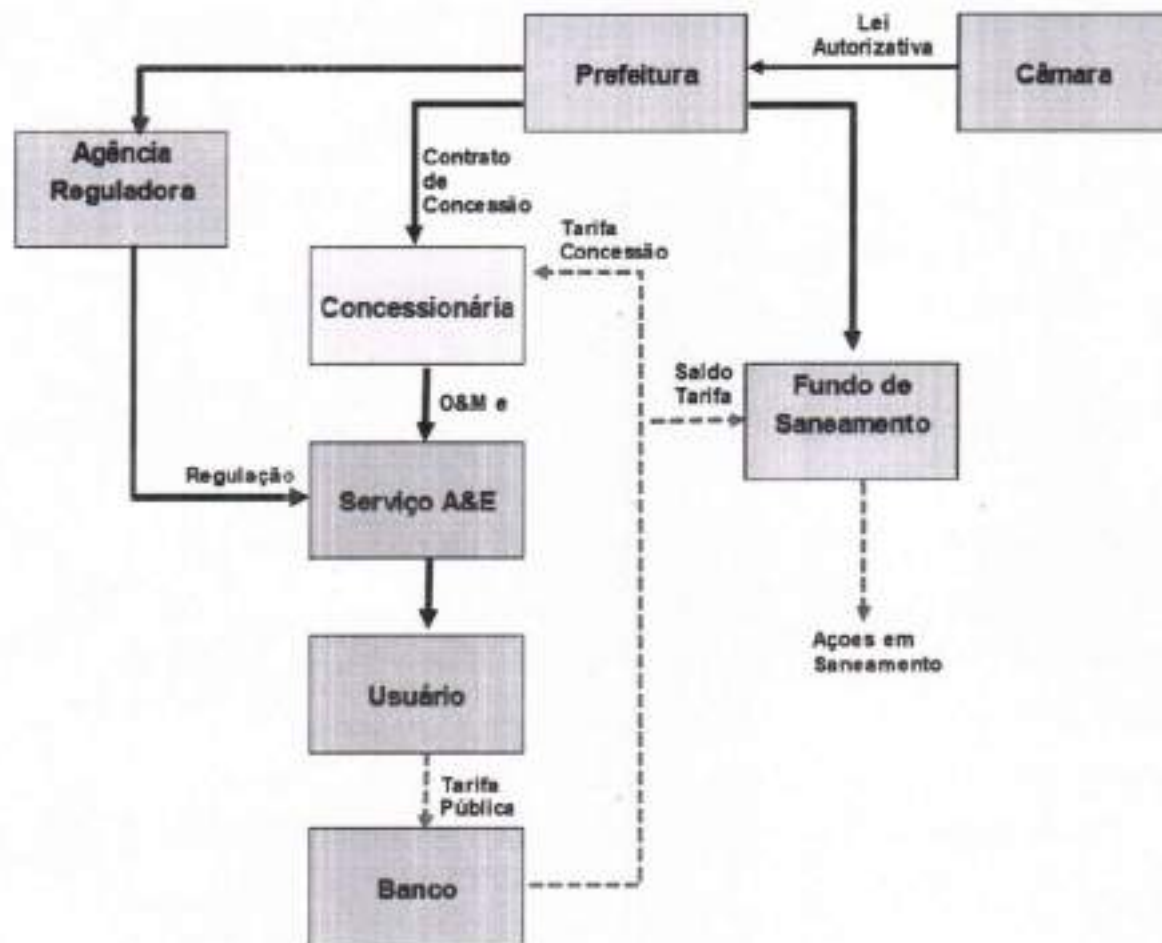 Lei
Autorizativa
Prefeitura
Câmara
Agência
Reguladora
Contrato
de
Concessão
Tarifa
Concessão
Concessionária
Saldo
Tarifa
Fundo de
Saneamento
O&M e
Regulação
Serviço A&E
Usuário
Açoes em
Saneamento
Tarifa
Pública
Banco